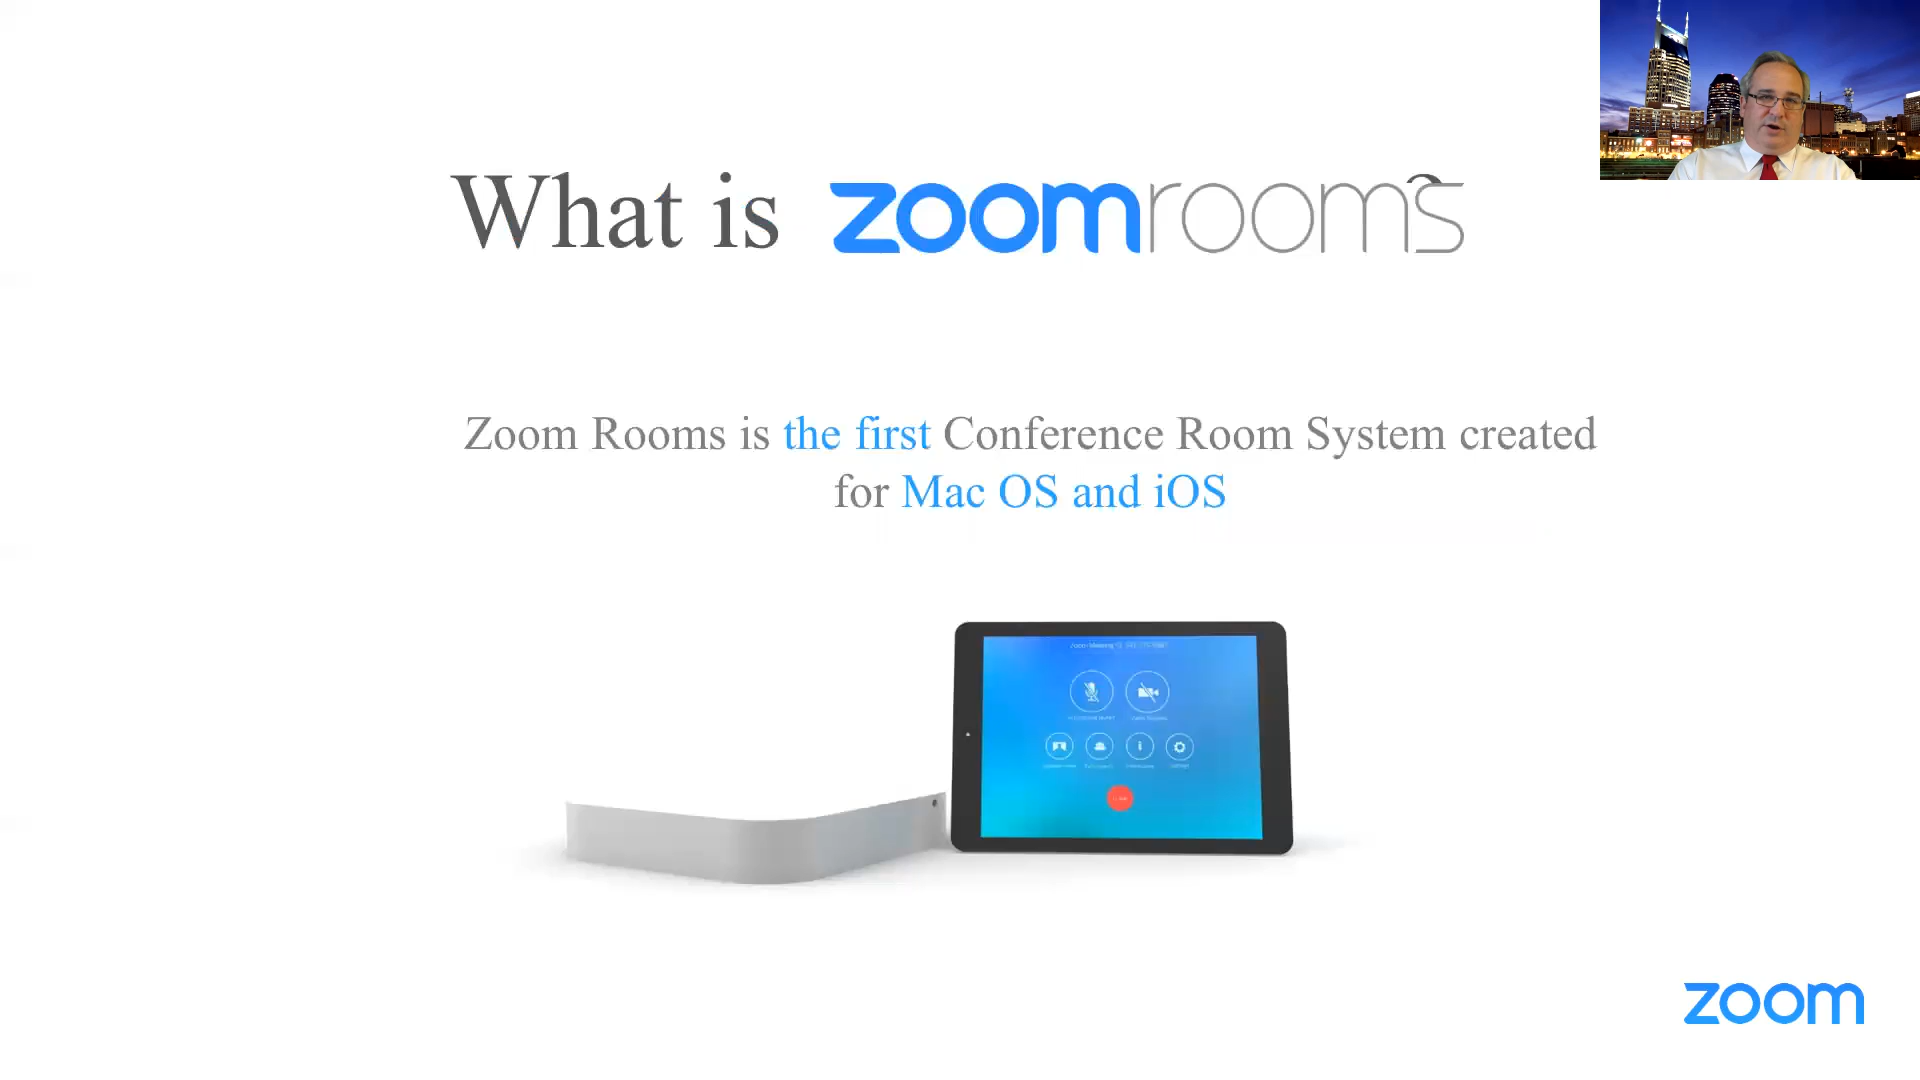 What is zoomrooms
Zoom Rooms is the first Conference Room System created
for Mac OS and iOS
zoom